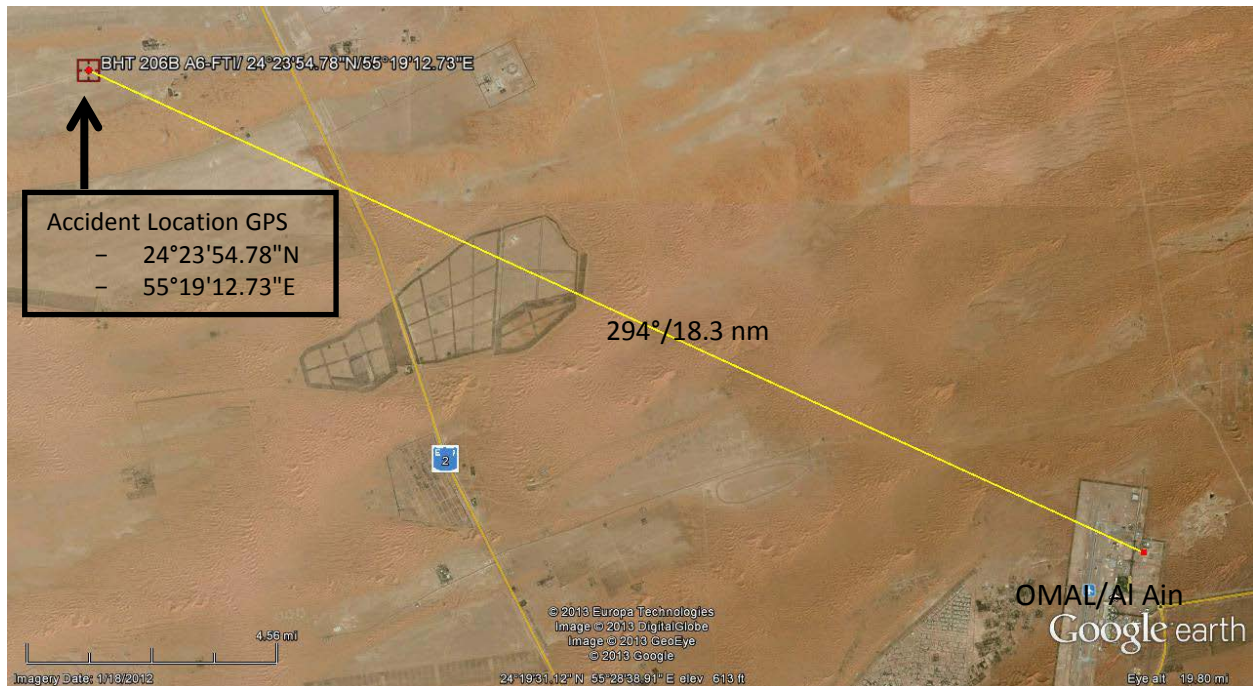 BHT 206B A6-FTI/ 24°23'54.78"N/55°19'12.73"E
Accident Location GPS
– 24°23'54.78"N
– 55°19'12.73"E
294°/18.3 nm
2
OMAL/Al Ain
© 2013 Europa Technologies
Image © 2013 DigitalGlobe
Image © 2013 GeoEye
© 2013 Google
Google earth
4.56 mi
Imagery Date: 1/18/2012
24°19'31.12" N 55°28'38.91" E elev 613 ft
Eye alt 19.80 mi